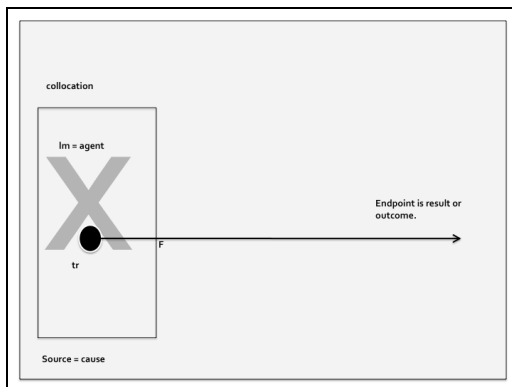 collocation
lm = agent
X
Endpoint is result or
outcome.
F
tr
Source = cause